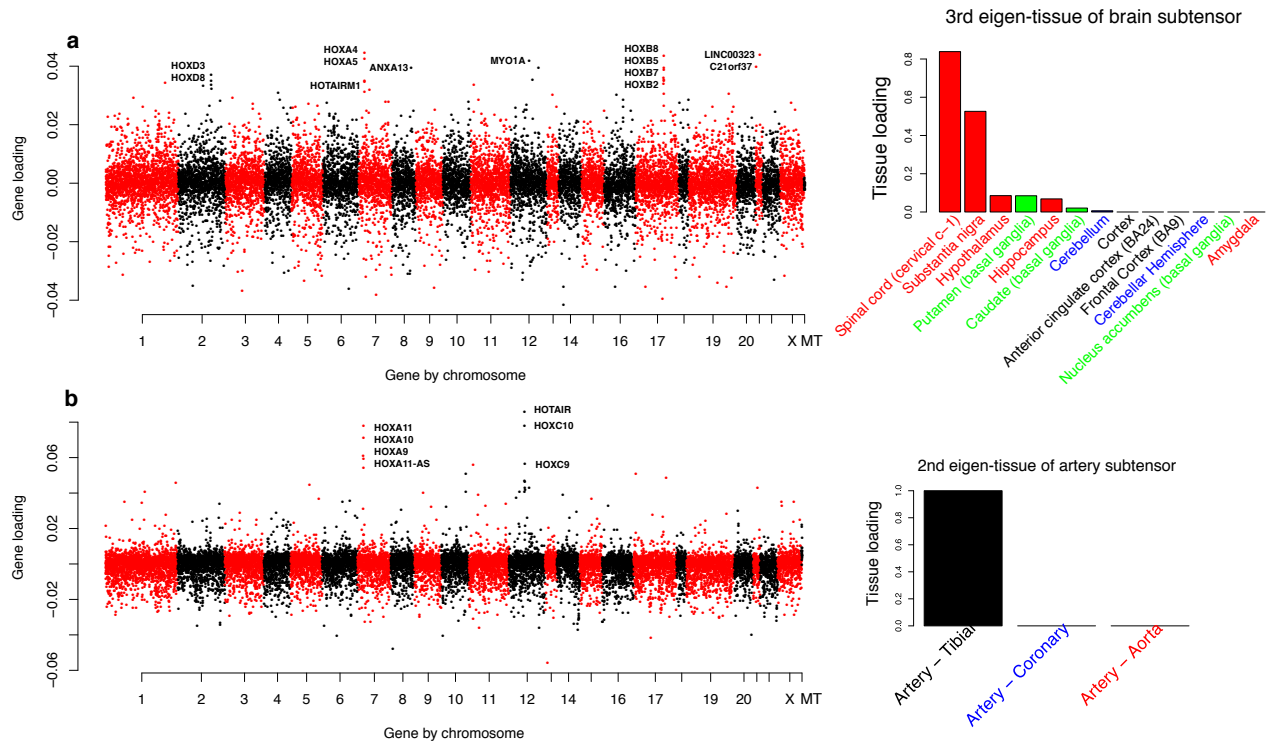 a
Gene loading
0.04
0.02
0.00
−0.02
−0.04
HOXD3
HOXD8
HOXA4
HOXA5
HOTAIRM1
ANXA13
MYO1A
HOXB8
HOXB5
HOXB7
HOXB2
LINC00323
C21orf37
1 2 3 4 5 6 7 8 9 10 12 14 16 17 19 20 X MT
Gene by chromosome
3rd eigen-tissue of brain subtensor
Tissue loading
0.8
0.6
0.4
0.2
0.0
Spinal cord (cervical c−1)
Substantia nigra
Hypothalamus
Putamen (basal ganglia)
Hippocampus
Caudate (basal ganglia)
Cerebellum
Cortex
Anterior cingulate cortex (BA24)
Frontal Cortex (BA9)
Cerebellar Hemisphere
Nucleus accumbens (basal ganglia)
Amygdala
b
Gene loading
0.06
0.02
−0.02
−0.06
HOXA11
HOXA10
HOXA9
HOXA11-AS
HOTAIR
HOXC10
HOXC9
1 2 3 4 5 6 7 8 9 10 12 14 16 17 19 20 X MT
Gene by chromosome
2nd eigen-tissue of artery subtensor
Tissue loading
1.0
0.8
0.6
0.4
0.2
0.0
Artery − Tibial
Artery − Coronary
Artery − Aorta